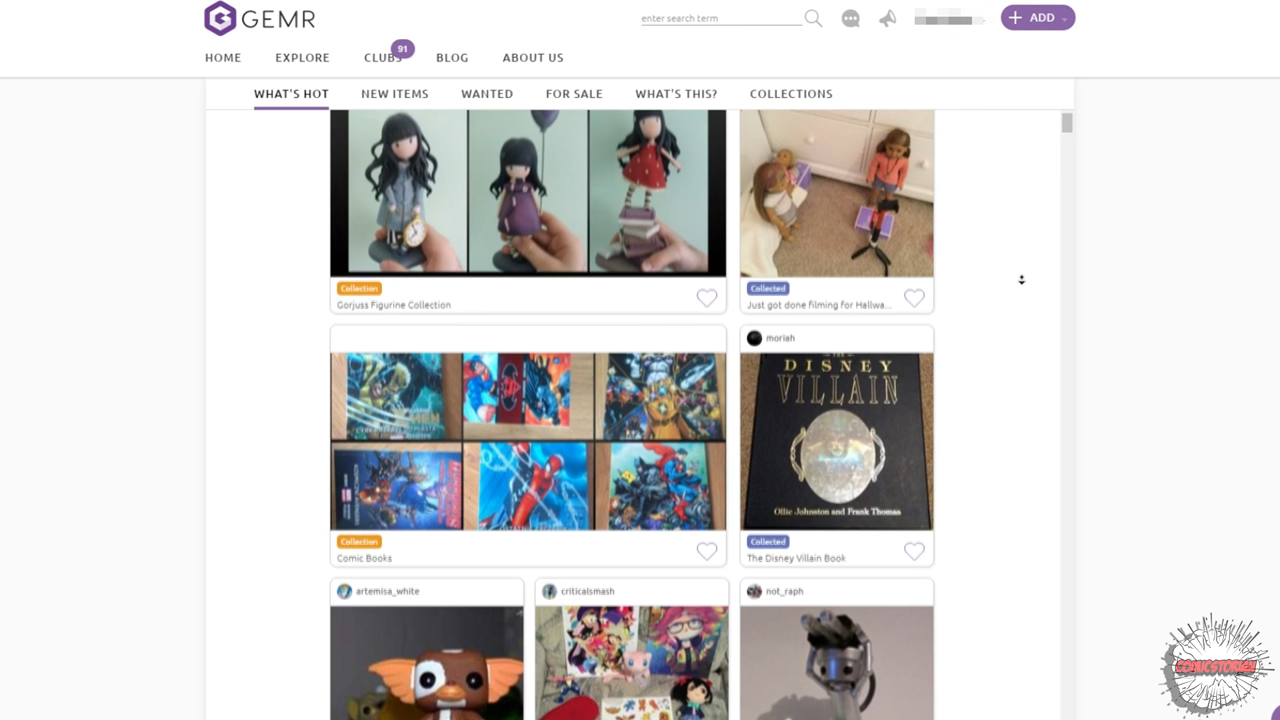 GEMR
enter search term
ADD
HOME
EXPLORE
CLUBS
91
BLOG
ABOUT US
WHAT'S HOT
NEW ITEMS
WANTED
FOR SALE
WHAT'S THIS?
COLLECTIONS
Collection
Gorjuss Figurine Collection
Collected
Just got done filming for Hallwa...
moriah
THE
DISNEY
VILLAIN
Ollie Johnston and Frank Thomas
Collection
Comic Books
Collected
The Disney Villain Book
artemisa_white
criticalsmash
not_raph
COMICSTORIAN